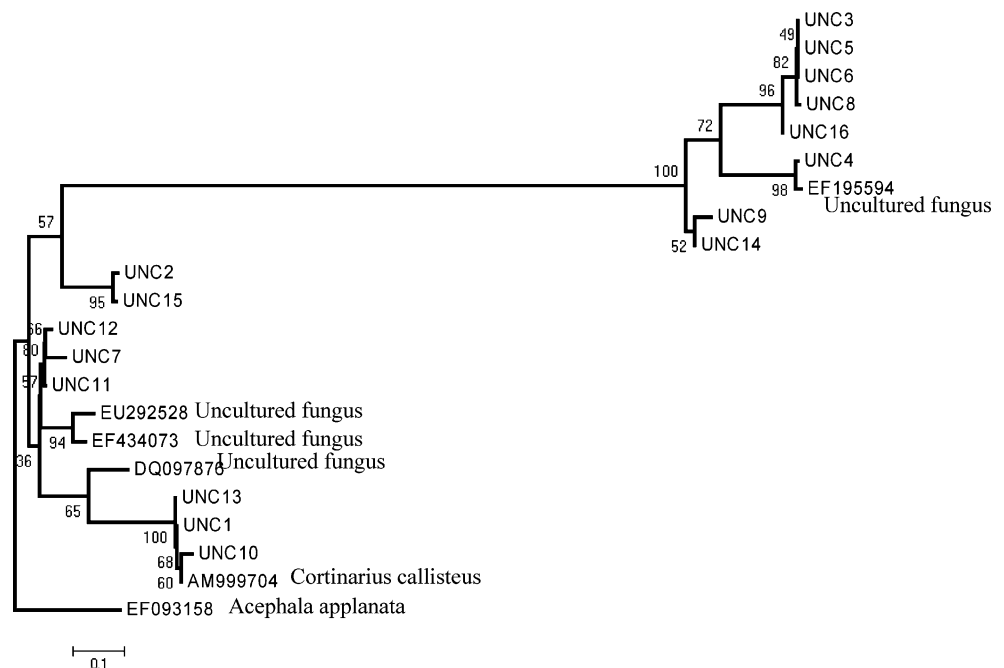 UNC3
49
UNC5
82
UNC6
96
UNC8
72
UNC16
100
UNC4
98
EF195594
Uncultured fungus
UNC9
52
UNC14
57
UNC2
95
UNC15
66
UNC12
80
UNC7
57
UNC11
EU292528 Uncultured fungus
94
EF434073 Uncultured fungus
36
DQ097876 Uncultured fungus
65
UNC13
UNC1
100
UNC10
68
60
AM999704 Cortinarius callisteus
EF093158 Acephala applanata
0.1